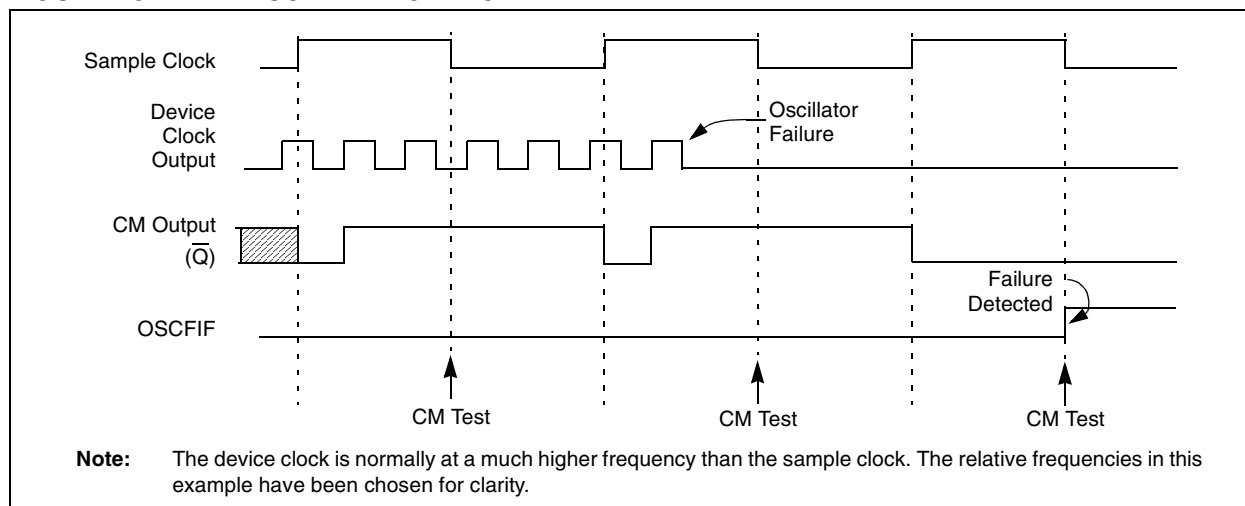 Sample Clock
Device
Clock
Output
Oscillator
Failure
CM Output
(Q̅)
Failure
Detected
OSCFIF
CM Test
CM Test
CM Test
Note: The device clock is normally at a much higher frequency than the sample clock. The relative frequencies in this
example have been chosen for clarity.